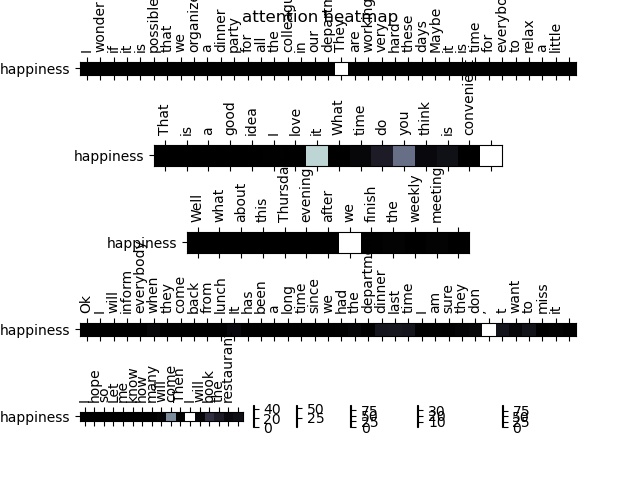 attention heatmap
I wonder if it is possible that we organize a dinner party for all the in our They are working very hard these days Maybe it is time for to relax a little
happiness
That is a good idea I love it What time do you think is
happiness
Well what about this evening after we finish the weekly meeting
happiness
Ok I will inform everybody when they come back from lunch It has been a long time since we had the dinner last time I am sure they don ' t want to miss it
happiness
I hope so Let me know how many will come Then I will book the restaurant
happiness
40 50 75 30 75
20 25 50 20 50
25 10 25
0 0 0